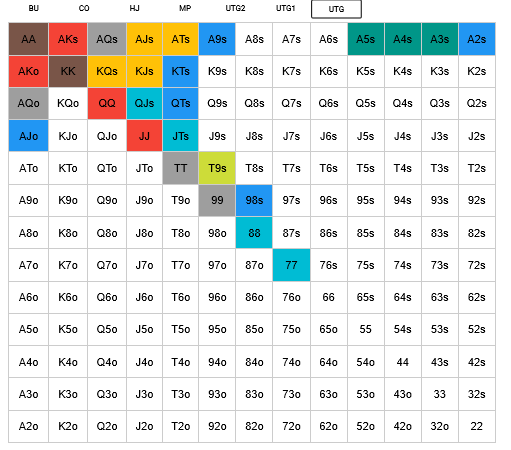 BU CO HJ MP UTG2 UTG1 UTG
AA AKs AQs AJs ATs A9s A8s A7s A6s A5s A4s A3s A2s
AKo KK KQs KJs KTs K9s K8s K7s K6s K5s K4s K3s K2s
AQo KQo QQ QJs QTs Q9s Q8s Q7s Q6s Q5s Q4s Q3s Q2s
AJo KJo QJo JJ JTs J9s J8s J7s J6s J5s J4s J3s J2s
ATo KTo QTo JTo TT T9s T8s T7s T6s T5s T4s T3s T2s
A9o K9o Q9o J9o T9o 99 98s 97s 96s 95s 94s 93s 92s
A8o K8o Q8o J8o T8o 98o 88 87s 86s 85s 84s 83s 82s
A7o K7o Q7o J7o T7o 97o 87o 77 76s 75s 74s 73s 72s
A6o K6o Q6o J6o T6o 96o 86o 76o 66 65s 64s 63s 62s
A5o K5o Q5o J5o T5o 95o 85o 75o 65o 55 54s 53s 52s
A4o K4o Q4o J4o T4o 94o 84o 74o 64o 54o 44 43s 42s
A3o K3o Q3o J3o T3o 93o 83o 73o 63o 53o 43o 33 32s
A2o K2o Q2o J2o T2o 92o 82o 72o 62o 52o 42o 32o 22